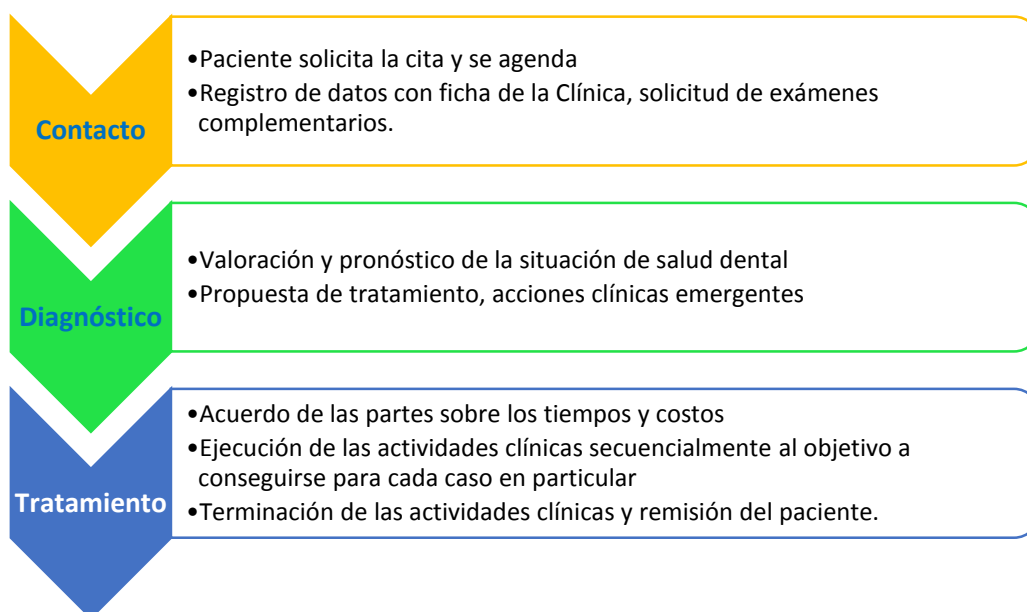 Contacto
•Paciente solicita la cita y se agenda
•Registro de datos con ficha de la Clínica, solicitud de exámenes
complementarios.
Diagnóstico
•Valoración y pronóstico de la situación de salud dental
•Propuesta de tratamiento, acciones clínicas emergentes
Tratamiento
•Acuerdo de las partes sobre los tiempos y costos
•Ejecución de las actividades clínicas secuencialmente al objetivo a
conseguirse para cada caso en particular
•Terminación de las actividades clínicas y remisión del paciente.